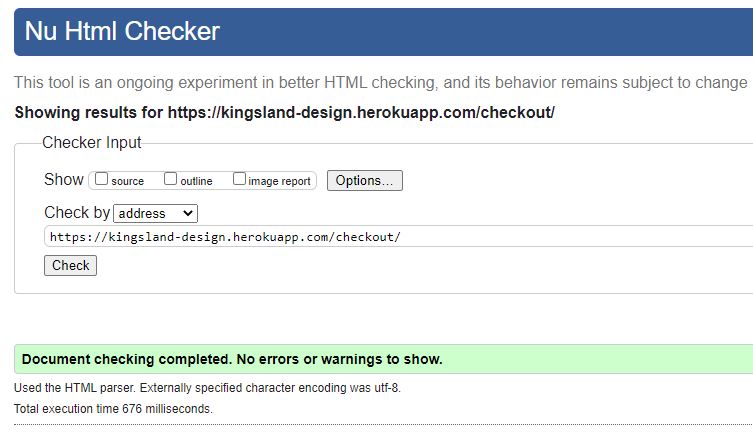 Nu Html Checker
This tool is an ongoing experiment in better HTML checking, and its behavior remains subject to change
Showing results for https://kingsland-design.herokuapp.com/checkout/
Checker Input
Show source outline image report Options...
Check by address
https://kingsland-design.herokuapp.com/checkout/
Check
Document checking completed. No errors or warnings to show.
Used the HTML parser. Externally specified character encoding was utf-8.
Total execution time 676 milliseconds.